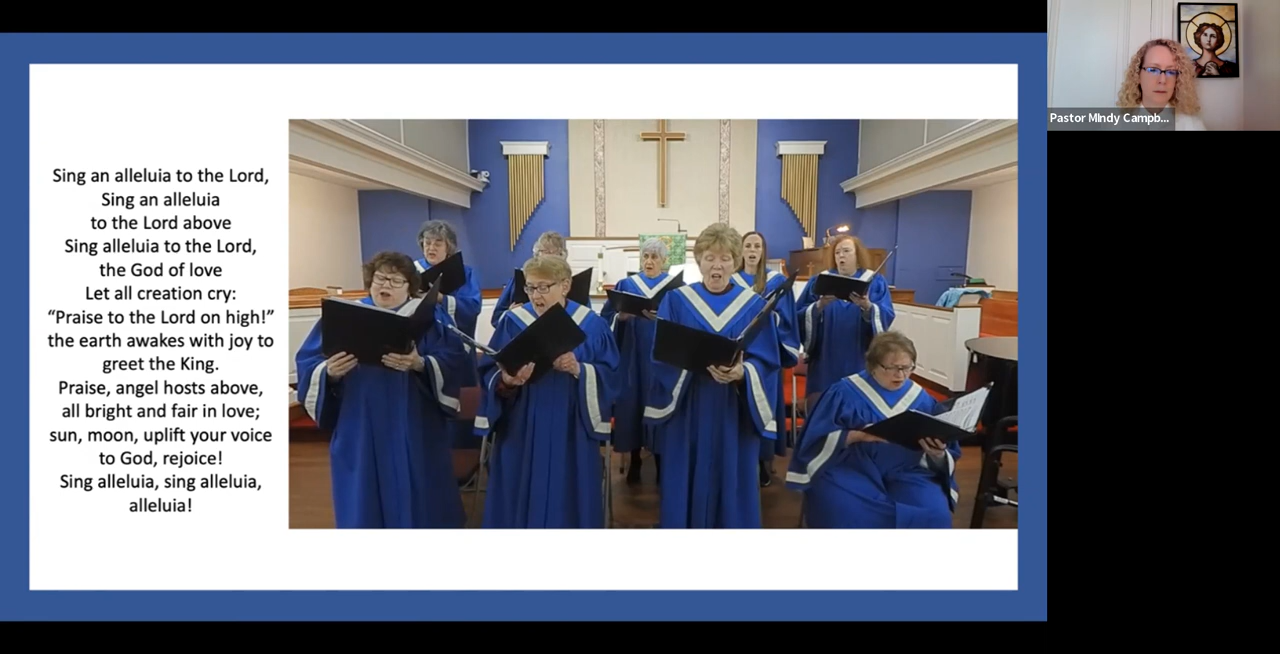 Sing an alleluia to the Lord,
Sing an alleluia
to the Lord above
Sing alleluia to the Lord,
the God of love
Let all creation cry:
“Praise to the Lord on high!”
the earth awakes with joy to
greet the King.
Praise, angel hosts above,
all bright and fair in love;
sun, moon, uplift your voice
to God, rejoice!
Sing alleluia, sing alleluia,
alleluia!
Pastor Mindy Campb...